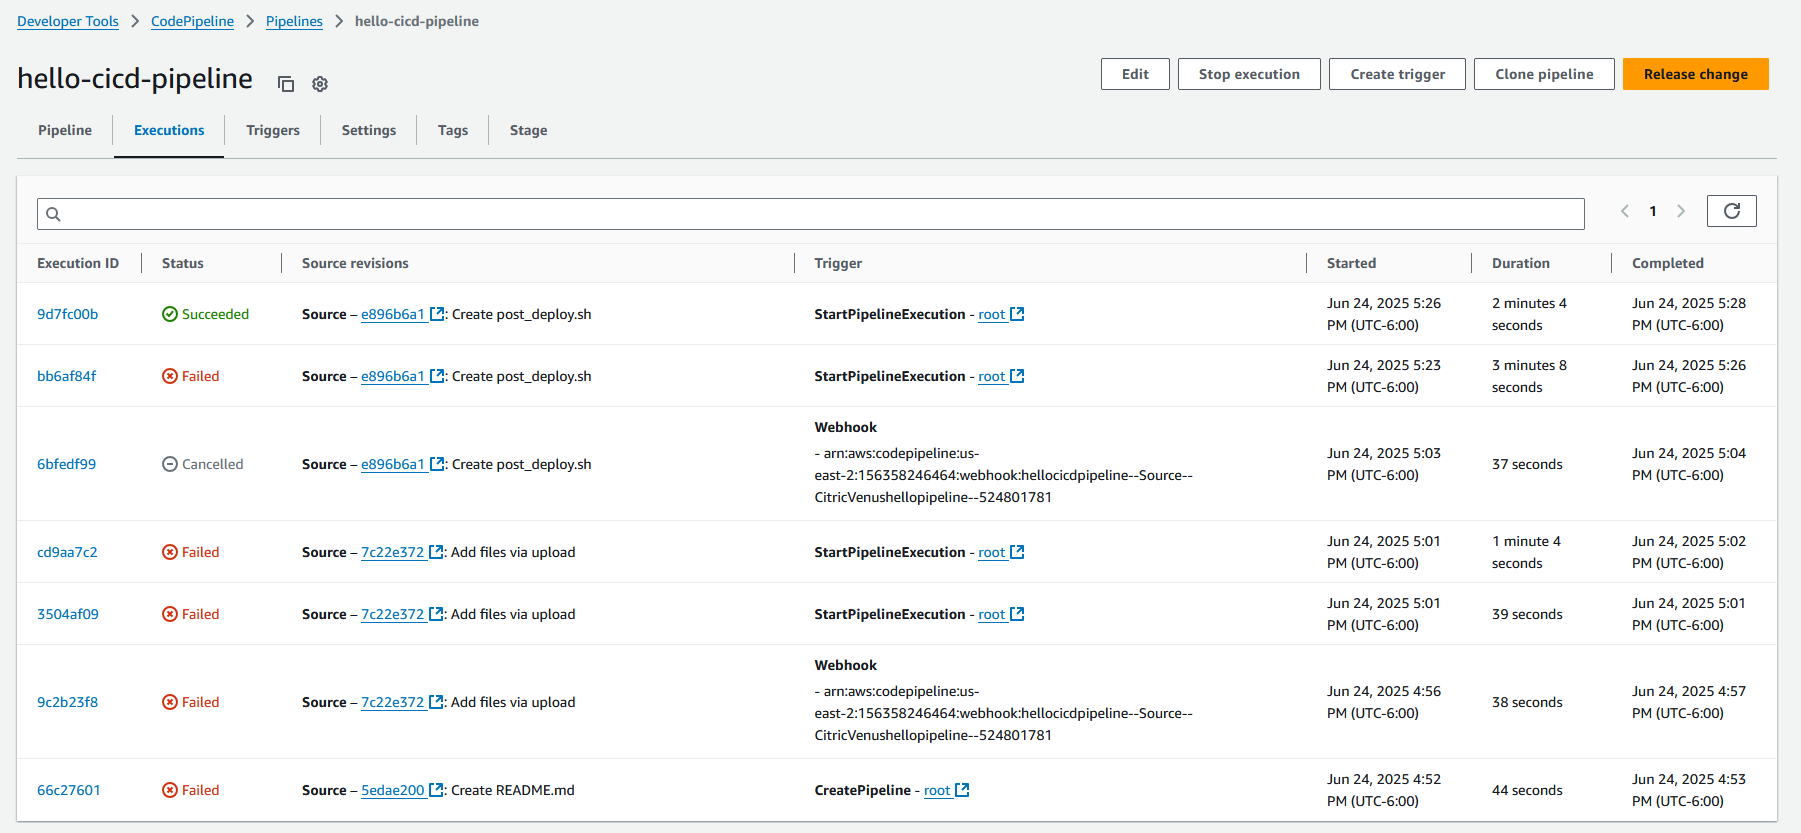 Developer Tools > CodePipeline > Pipelines > hello-cicd-pipeline
hello-cicd-pipeline
Edit
Stop execution
Create trigger
Clone pipeline
Release change
Pipeline
Executions
Triggers
Settings
Tags
Stage
1
Execution ID
Status
Source revisions
Trigger
Started
Duration
Completed
9d7fc00b
Succeeded
Source – e896b6a1 : Create post_deploy.sh
StartPipelineExecution - root
Jun 24, 2025 5:26
PM (UTC-6:00)
2 minutes 4
seconds
Jun 24, 2025 5:28
PM (UTC-6:00)
bb6af84f
Failed
Source – e896b6a1 : Create post_deploy.sh
StartPipelineExecution - root
Jun 24, 2025 5:23
PM (UTC-6:00)
3 minutes 8
seconds
Jun 24, 2025 5:26
PM (UTC-6:00)
6bfedf99
Cancelled
Source – e896b6a1 : Create post_deploy.sh
Webhook
- arn:aws:codepipeline:us-
east-2:156358246464:webhook:hellocicdpipeline--Source--
CitricVenushellopipeline--524801781
Jun 24, 2025 5:03
PM (UTC-6:00)
37 seconds
Jun 24, 2025 5:04
PM (UTC-6:00)
cd9aa7c2
Failed
Source – 7c22e372 : Add files via upload
StartPipelineExecution - root
Jun 24, 2025 5:01
PM (UTC-6:00)
1 minute 4
seconds
Jun 24, 2025 5:02
PM (UTC-6:00)
3504af09
Failed
Source – 7c22e372 : Add files via upload
StartPipelineExecution - root
Jun 24, 2025 5:01
PM (UTC-6:00)
39 seconds
Jun 24, 2025 5:01
PM (UTC-6:00)
9c2b23f8
Failed
Source – 7c22e372 : Add files via upload
Webhook
- arn:aws:codepipeline:us-
east-2:156358246464:webhook:hellocicdpipeline--Source--
CitricVenushellopipeline--524801781
Jun 24, 2025 4:56
PM (UTC-6:00)
38 seconds
Jun 24, 2025 4:57
PM (UTC-6:00)
66c27601
Failed
Source – 5edae200 : Create README.md
CreatePipeline - root
Jun 24, 2025 4:52
PM (UTC-6:00)
44 seconds
Jun 24, 2025 4:53
PM (UTC-6:00)